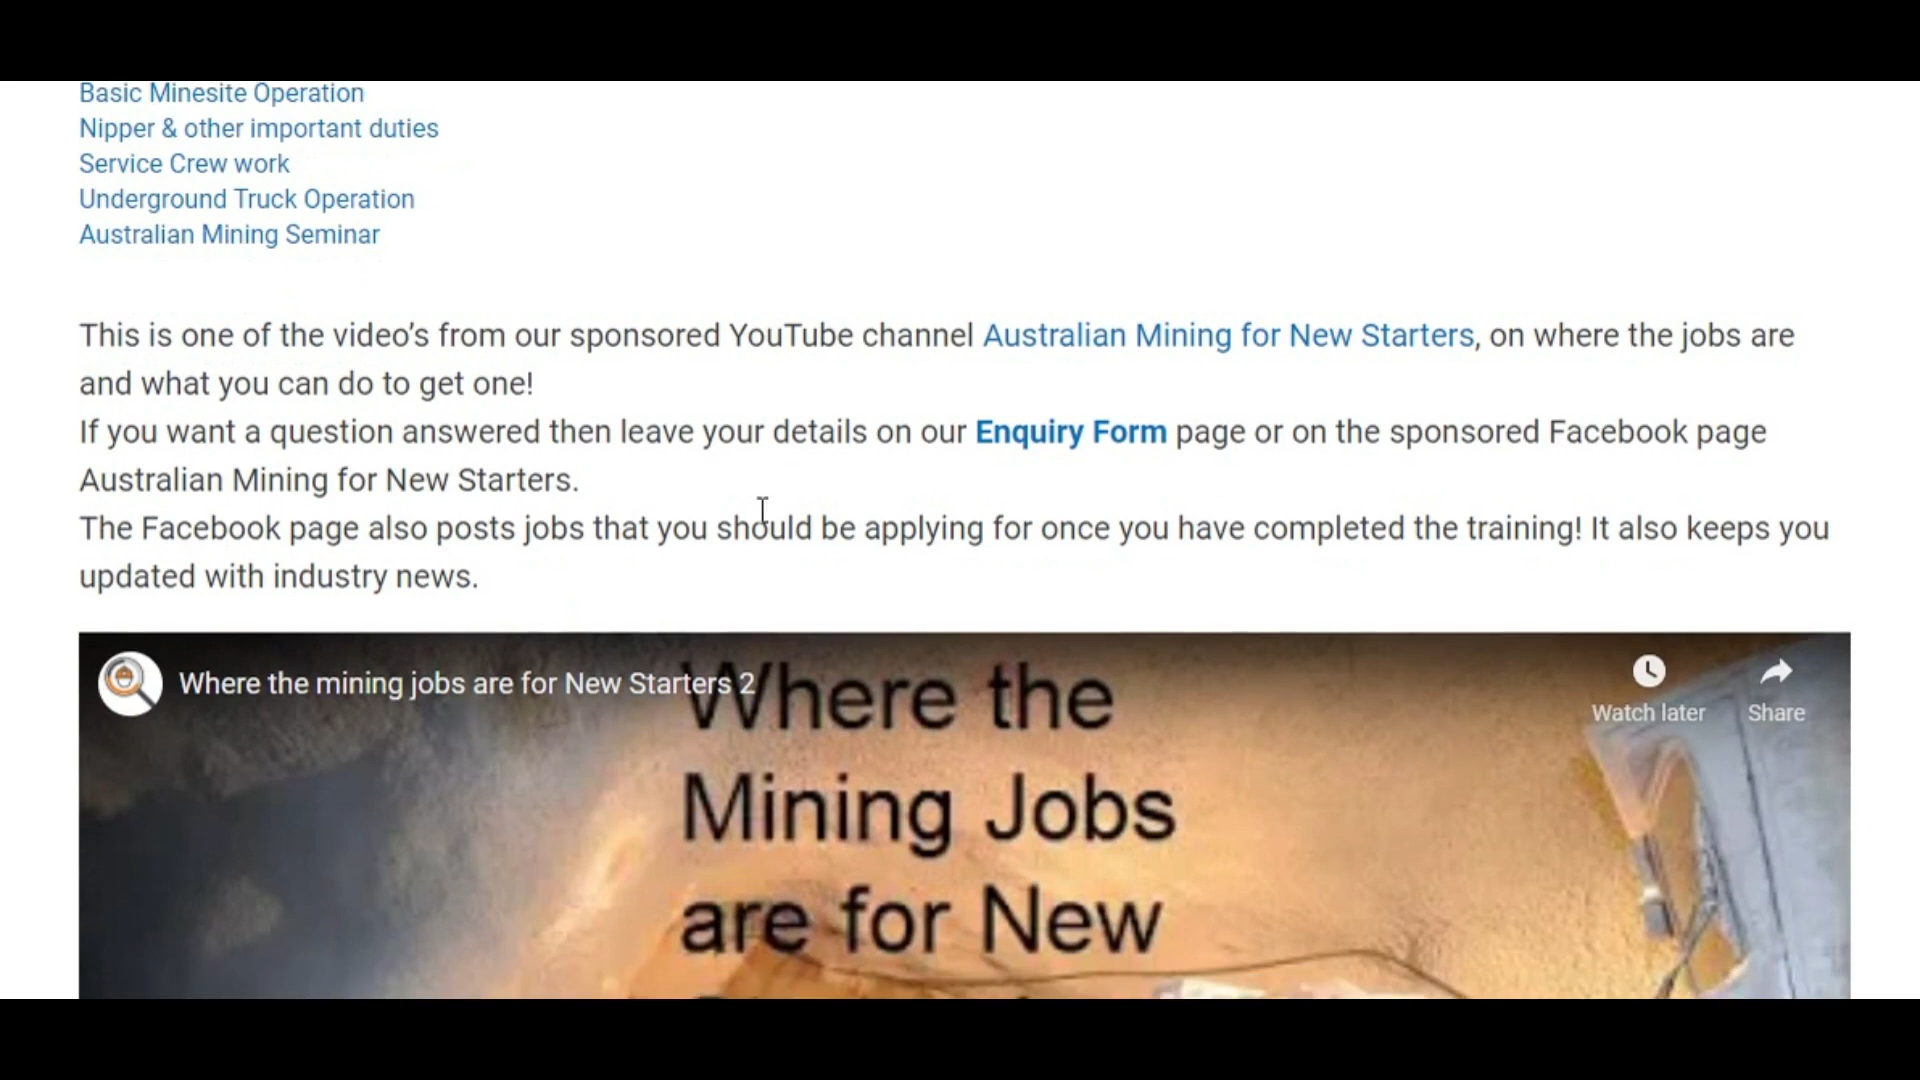 Basic Minesite Operation
Nipper & other important duties
Service Crew work
Underground Truck Operation
Australian Mining Seminar
This is one of the video’s from our sponsored YouTube channel Australian Mining for New Starters, on where the jobs are
and what you can do to get one!
If you want a question answered then leave your details on our Enquiry Form page or on the sponsored Facebook page
Australian Mining for New Starters.
The Facebook page also posts jobs that you should be applying for once you have completed the training! It also keeps you
updated with industry news.
Where the mining jobs are for New Starters 2
Watch later
Share
Where the
Mining Jobs
are for New